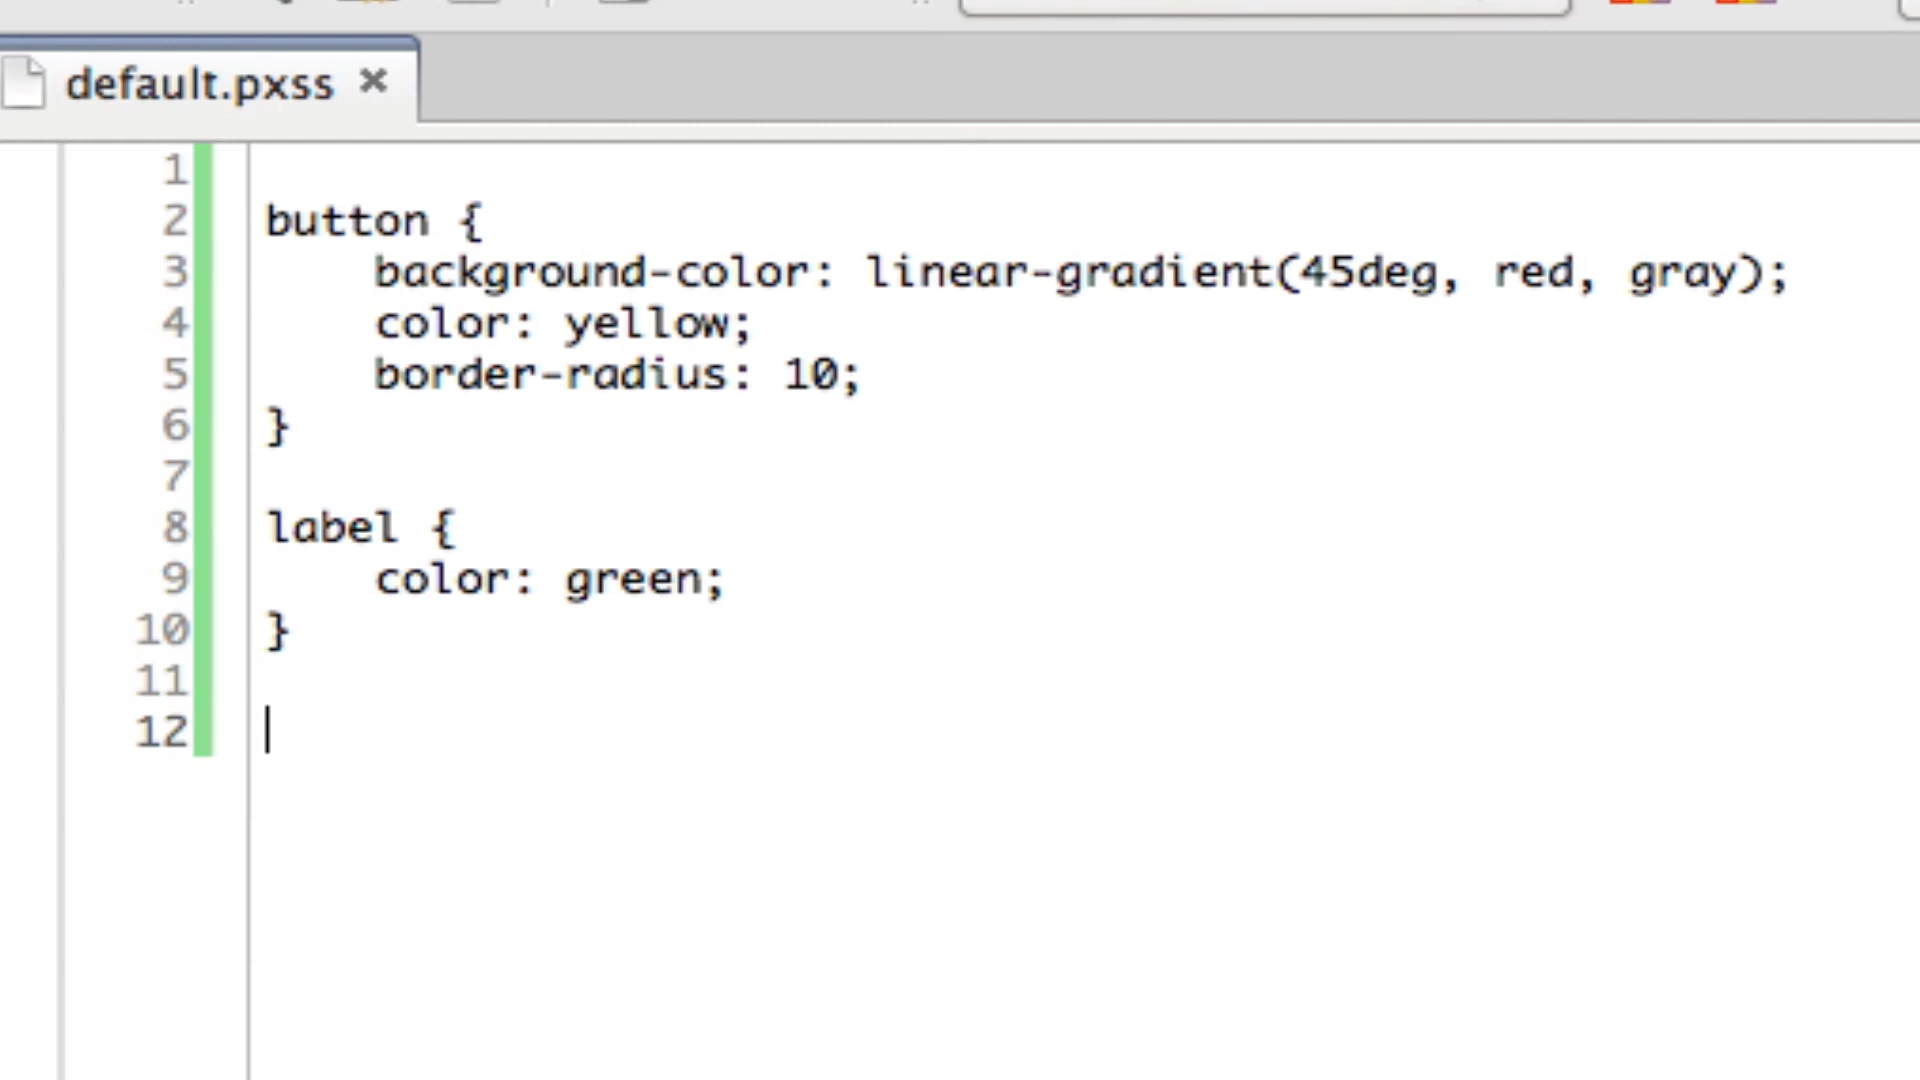 default.pxss ×
1
2 button {
3     background-color: linear-gradient(45deg, red, gray);
4     color: yellow;
5     border-radius: 10;
6 }
7
8 label {
9     color: green;
10 }
11
12